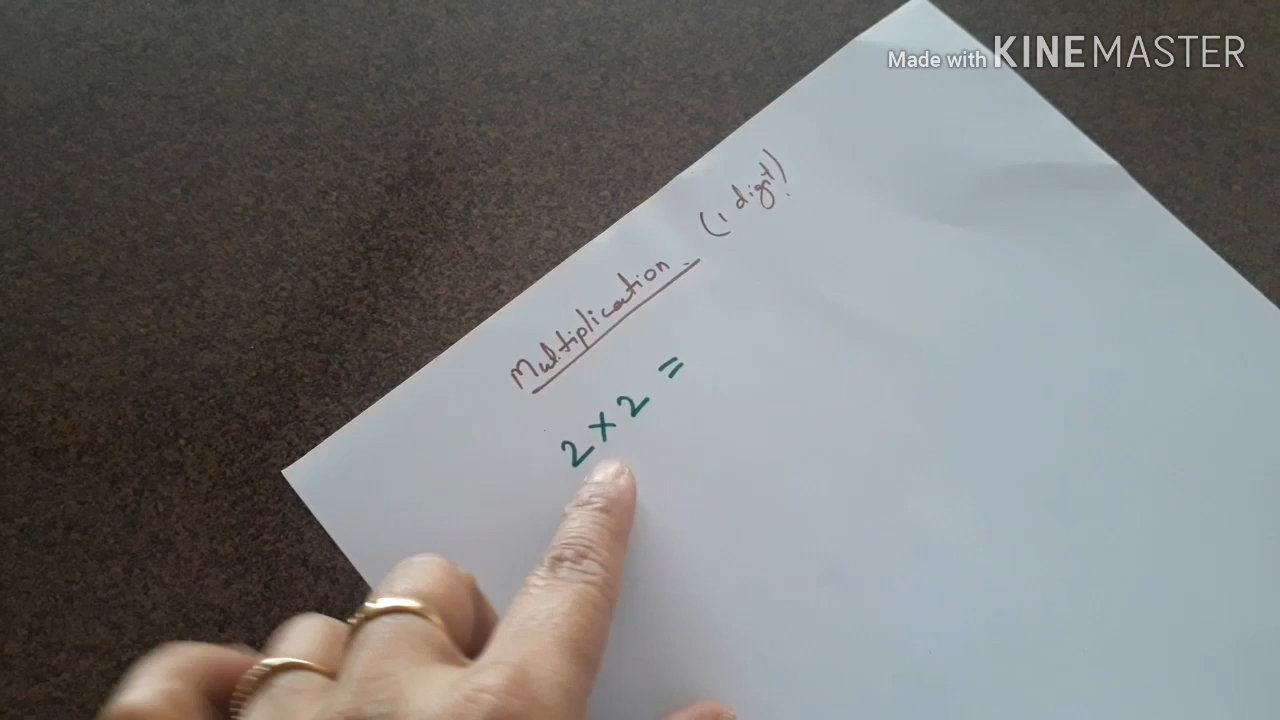 Made with KINEMASTER
Multiplication (1 digit)
2 × 2 =